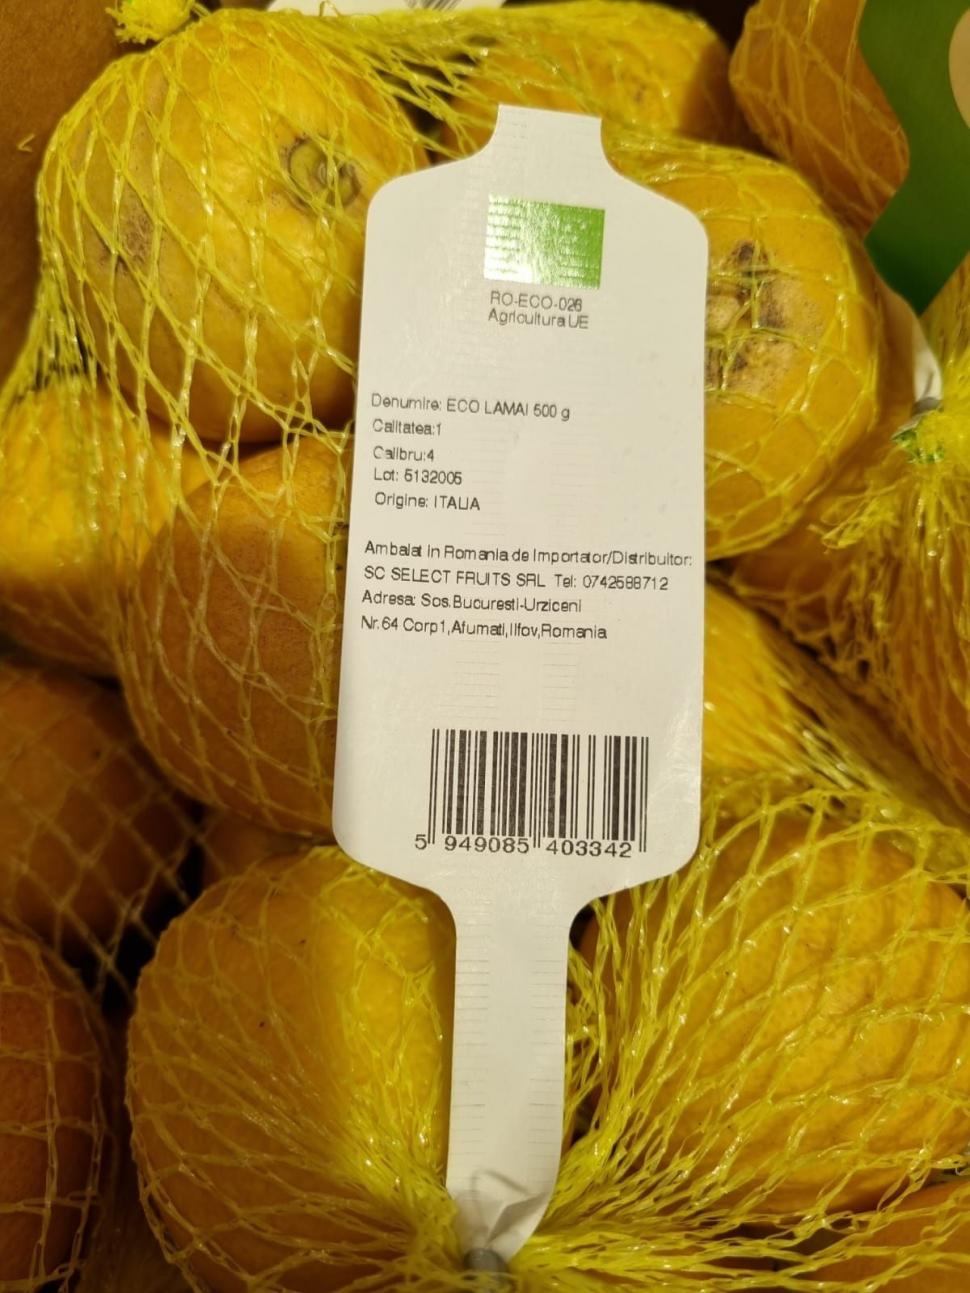 RO-ECO-026
Agricultura UE
Denumire: ECO LAMAI 500 g
Calitatea:1
Calibru:4
Lot: 5132005
Origine: ITALIA
Ambalat in Romania de Importator/Distribuitor:
SC SELECT FRUITS SRL Tel: 0742588712
Adresa: Sos.Bucuresti-Urziceni
Nr.64 Corp1,Afumati,Ilfov,Romania
5 949085 403342